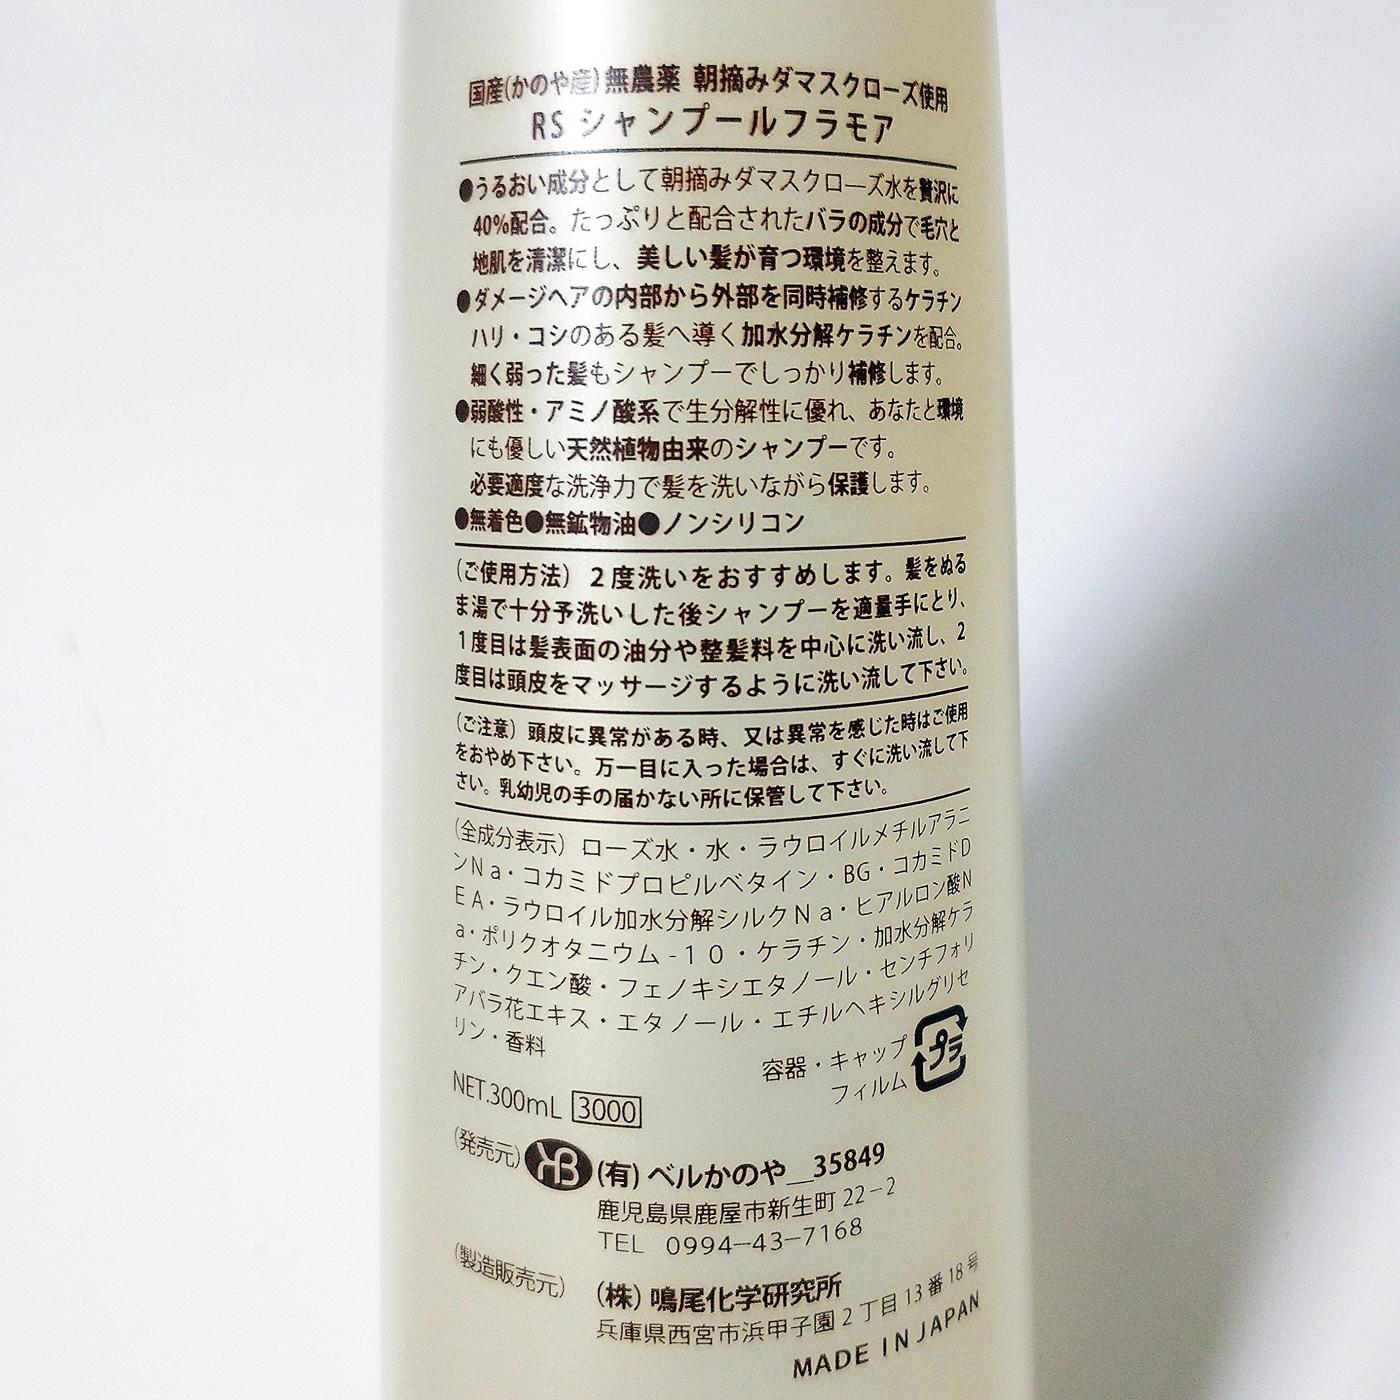 国産(かのや産)無農薬 朝摘みダマスクローズ使用
RS シャンプールフラモア
●うるおい成分として朝摘みダマスクローズ水を贅沢に
40%配合。たっぷりと配合されたバラの成分で毛穴と
地肌を清潔にし、美しい髪が育つ環境を整えます。
●ダメージヘアの内部から外部を同時補修するケラチン
ハリ・コシのある髪へ導く加水分解ケラチンを配合。
細く弱った髪もシャンプーでしっかり補修します。
●弱酸性・アミノ酸系で生分解性に優れ、あなたと環境
にも優しい天然植物由来のシャンプーです。
必要適度な洗浄力で髪を洗いながら保護します。
●無着色●無鉱物油●ノンシリコン
(ご使用方法) 2度洗いをおすすめします。髪をぬる
ま湯で十分予洗いした後シャンプーを適量手にとり、
1度目は髪表面の油分や整髪料を中心に洗い流し、2
度目は頭皮をマッサージするように洗い流して下さい。
(ご注意) 頭皮に異常がある時、又は異常を感じた時はご使用
をおやめ下さい。万一目に入った場合は、すぐに洗い流して下
さい。乳幼児の手の届かない所に保管して下さい。
(全成分表示) ローズ水・水・ラウロイルメチルアラニ
ンNa・コカミドプロピルベタイン・BG・コカミドD
EA・ラウロイル加水分解シルクNa・ヒアルロン酸N
a・ポリクオタニウム-10・ケラチン・加水分解ケラ
チン・クエン酸・フェノキシエタノール・センチフォリ
アバラ花エキス・エタノール・エチルヘキシルグリセ
リン・香料
容器・キャップ
フィルム
プラ
NET.300mL 3000
(発売元) KB (有) ベルかのや__35849
鹿児島県鹿屋市新生町 22-2
TEL 0994-43-7168
(製造販売元) (株) 鳴尾化学研究所
兵庫県西宮市浜甲子園 2 丁目 13 番 18 号
MADE IN JAPAN